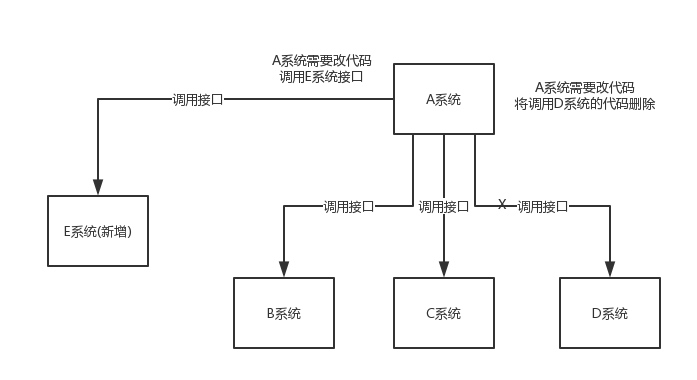 A系统需要改代码
调用E系统接口
A系统
A系统需要改代码
将调用D系统的代码删除
调用接口
E系统(新增)
调用接口
调用接口
X
调用接口
B系统
C系统
D系统